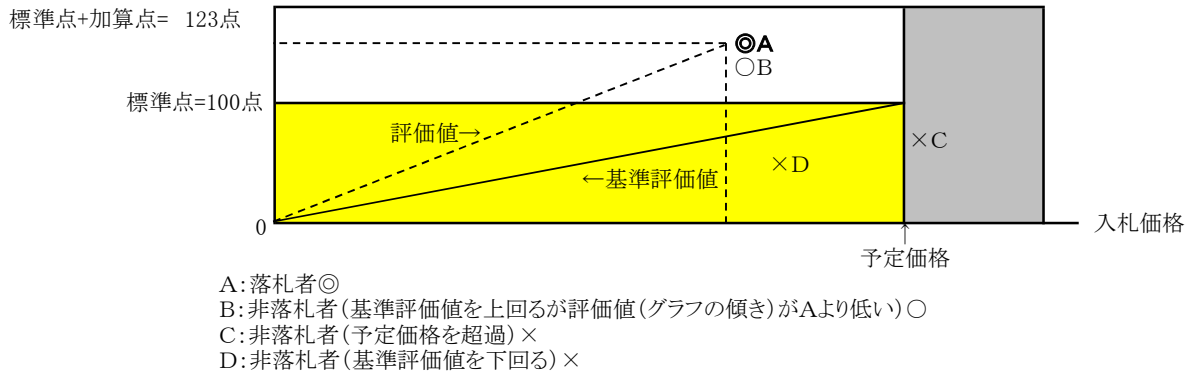 標準点+加算点= 123点
◎A
○B
標準点=100点
評価値→
×C
×D
←基準評価値
0
入札価格
↑
予定価格
A:落札者◎
B:非落札者(基準評価値を上回るが評価値(グラフの傾き)がAより低い)○
C:非落札者(予定価格を超過)×
D:非落札者(基準評価値を下回る)×